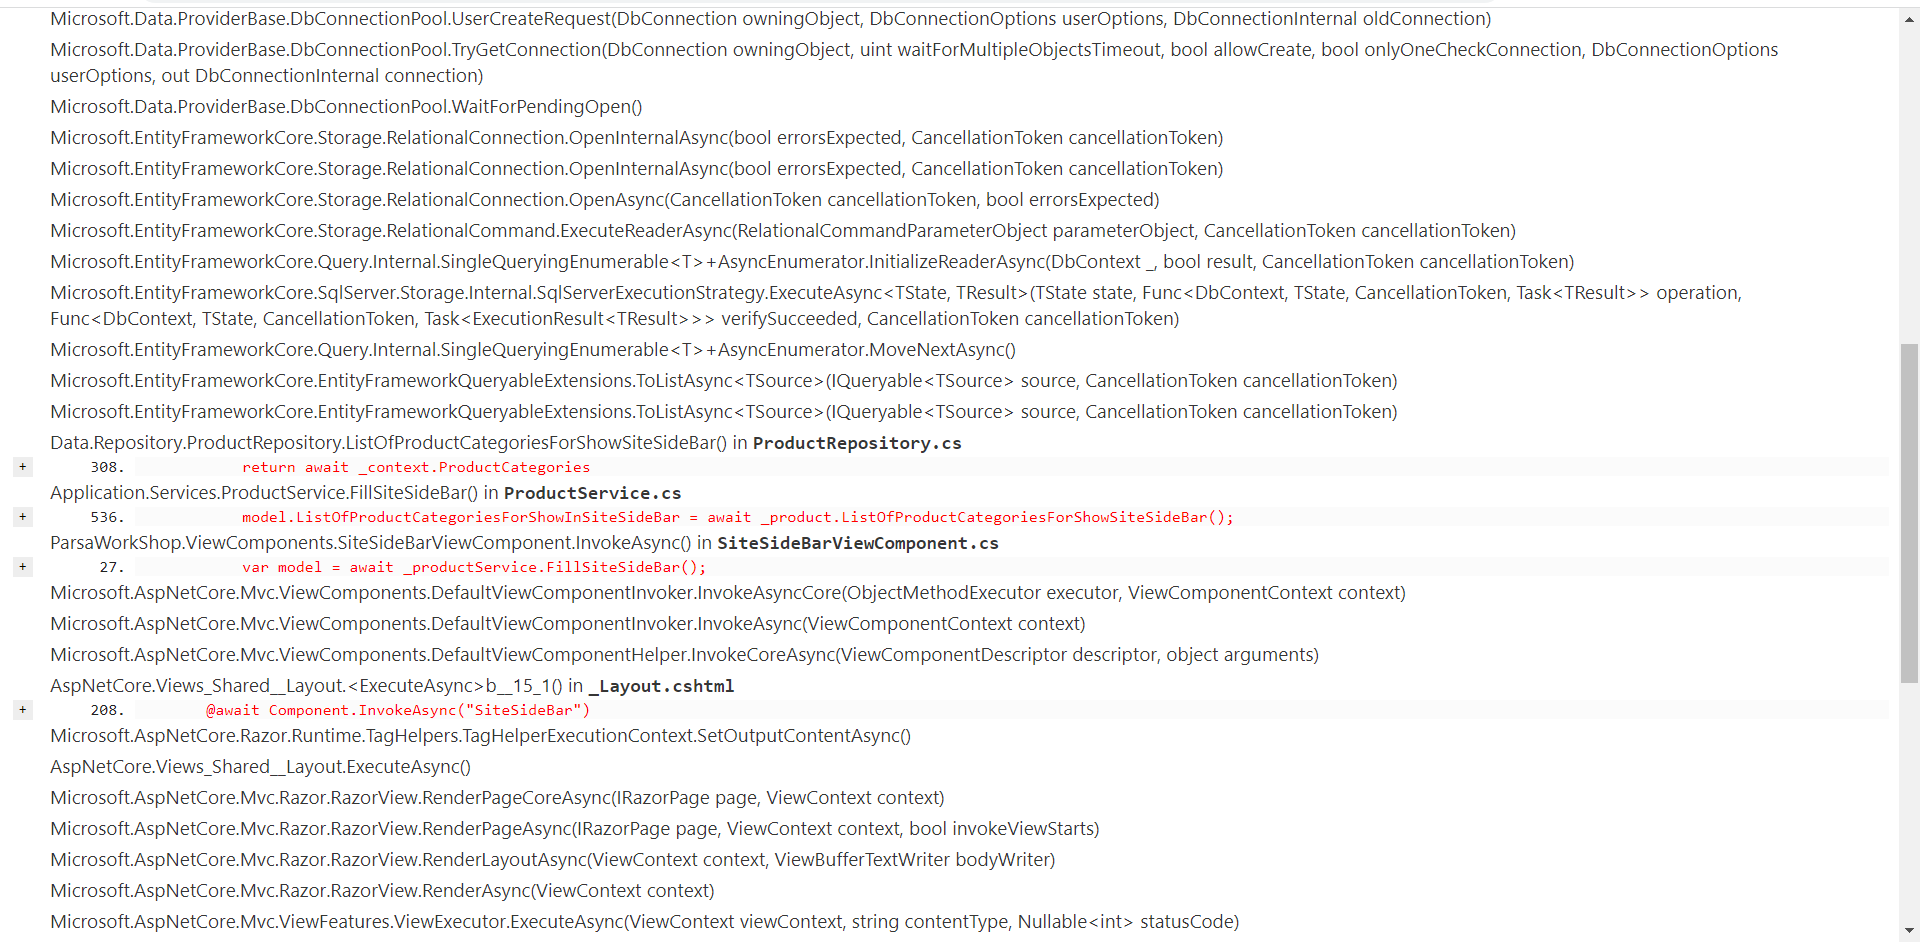 Microsoft.Data.ProviderBase.DbConnectionPool.UserCreateRequest(DbConnection owningObject, DbConnectionOptions userOptions, DbConnectionInternal oldConnection)
Microsoft.Data.ProviderBase.DbConnectionPool.TryGetConnection(DbConnection owningObject, uint waitForMultipleObjectsTimeout, bool allowCreate, bool onlyOneCheckConnection, DbConnectionOptions
userOptions, out DbConnectionInternal connection)
Microsoft.Data.ProviderBase.DbConnectionPool.WaitForPendingOpen()
Microsoft.EntityFrameworkCore.Storage.RelationalConnection.OpenInternalAsync(bool errorsExpected, CancellationToken cancellationToken)
Microsoft.EntityFrameworkCore.Storage.RelationalConnection.OpenInternalAsync(bool errorsExpected, CancellationToken cancellationToken)
Microsoft.EntityFrameworkCore.Storage.RelationalConnection.OpenAsync(CancellationToken cancellationToken, bool errorsExpected)
Microsoft.EntityFrameworkCore.Storage.RelationalCommand.ExecuteReaderAsync(RelationalCommandParameterObject parameterObject, CancellationToken cancellationToken)
Microsoft.EntityFrameworkCore.Query.Internal.SingleQueryingEnumerable<T>+AsyncEnumerator.InitializeReaderAsync(DbContext _, bool result, CancellationToken cancellationToken)
Microsoft.EntityFrameworkCore.SqlServer.Storage.Internal.SqlServerExecutionStrategy.ExecuteAsync<TState, TResult>(TState state, Func<DbContext, TState, CancellationToken, Task<TResult>> operation,
Func<DbContext, TState, CancellationToken, Task<ExecutionResult<TResult>>> verifySucceeded, CancellationToken cancellationToken)
Microsoft.EntityFrameworkCore.Query.Internal.SingleQueryingEnumerable<T>+AsyncEnumerator.MoveNextAsync()
Microsoft.EntityFrameworkCore.EntityFrameworkQueryableExtensions.ToListAsync<TSource>(IQueryable<TSource> source, CancellationToken cancellationToken)
Microsoft.EntityFrameworkCore.EntityFrameworkQueryableExtensions.ToListAsync<TSource>(IQueryable<TSource> source, CancellationToken cancellationToken)
Data.Repository.ProductRepository.ListOfProductCategoriesForShowSiteSideBar() in ProductRepository.cs
+ 308. return await _context.ProductCategories
Application.Services.ProductService.FillSiteSideBar() in ProductService.cs
+ 536. model.ListOfProductCategoriesForShowInSiteSideBar = await _product.ListOfProductCategoriesForShowSiteSideBar();
ParsaWorkShop.ViewComponents.SiteSideBarViewComponent.InvokeAsync() in SiteSideBarViewComponent.cs
+ 27. var model = await _productService.FillSiteSideBar();
Microsoft.AspNetCore.Mvc.ViewComponents.DefaultViewComponentInvoker.InvokeAsyncCore(ObjectMethodExecutor executor, ViewComponentContext context)
Microsoft.AspNetCore.Mvc.ViewComponents.DefaultViewComponentInvoker.InvokeAsync(ViewComponentContext context)
Microsoft.AspNetCore.Mvc.ViewComponents.DefaultViewComponentHelper.InvokeCoreAsync(ViewComponentDescriptor descriptor, object arguments)
AspNetCore.Views_Shared__Layout.<ExecuteAsync>b__15_1() in _Layout.cshtml
+ 208. @await Component.InvokeAsync("SiteSideBar")
Microsoft.AspNetCore.Razor.Runtime.TagHelpers.TagHelperExecutionContext.SetOutputContentAsync()
AspNetCore.Views_Shared__Layout.ExecuteAsync()
Microsoft.AspNetCore.Mvc.Razor.RazorView.RenderPageCoreAsync(IRazorPage page, ViewContext context)
Microsoft.AspNetCore.Mvc.Razor.RazorView.RenderPageAsync(IRazorPage page, ViewContext context, bool invokeViewStarts)
Microsoft.AspNetCore.Mvc.Razor.RazorView.RenderLayoutAsync(ViewContext context, ViewBufferTextWriter bodyWriter)
Microsoft.AspNetCore.Mvc.Razor.RazorView.RenderAsync(ViewContext context)
Microsoft.AspNetCore.Mvc.ViewFeatures.ViewExecutor.ExecuteAsync(ViewContext viewContext, string contentType, Nullable<int> statusCode)